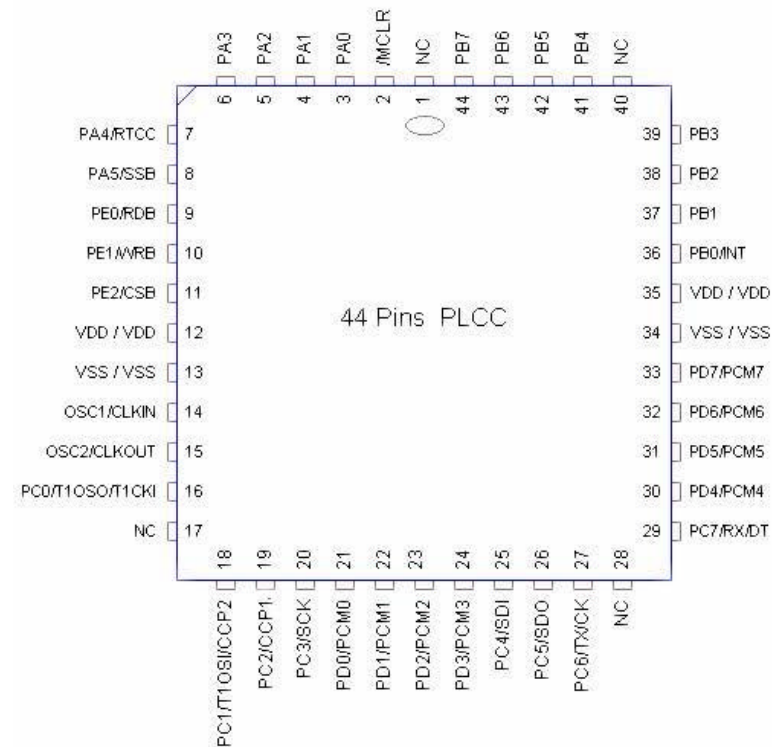 PA3 PA2 PA1 PA0 /MCLR NC PB7 PB6 PB5 PB4 NC
6 5 4 3 2 1 44 43 42 41 40
PA4/RTCC 7 39 PB3
PA5/SSB 8 38 PB2
PE0/RDB 9 37 PB1
PE1/WRB 10 36 PB0/INT
PE2/CSB 11 35 VDD / VDD
44 Pins PLCC
VDD / VDD 12 34 VSS / VSS
VSS / VSS 13 33 PD7/PCM7
OSC1/CLKIN 14 32 PD6/PCM6
OSC2/CLKOUT 15 31 PD5/PCM5
PC0/T1OSO/T1CKI 16 30 PD4/PCM4
NC 17 29 PC7/RX/DT
18 19 20 21 22 23 24 25 26 27 28
PC1/T1OSI/CCP2 PC2/CCP1. PC3/SCK PD0/PCM0 PD1/PCM1 PD2/PCM2 PD3/PCM3 PC4/SDI PC5/SDO PC6/TX/CK NC